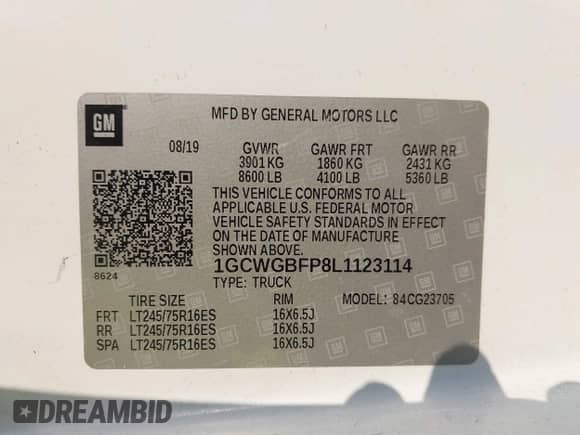 GM
MFD BY GENERAL MOTORS LLC
08/19 GVWR GAWR FRT GAWR RR
3901 KG 1860 KG 2431 KG
8600 LB 4100 LB 5360 LB
THIS VEHICLE CONFORMS TO ALL
APPLICABLE U.S. FEDERAL MOTOR
VEHICLE SAFETY STANDARDS IN EFFECT
ON THE DATE OF MANUFACTURE
SHOWN ABOVE.
8624 1GCWGBFP8L1123114
TYPE: TRUCK
TIRE SIZE RIM MODEL: 84CG23705
FRT LT245/75R16ES 16X6.5J
RR LT245/75R16ES 16X6.5J
SPA LT245/75R16ES 16X6.5J
DREAMBID